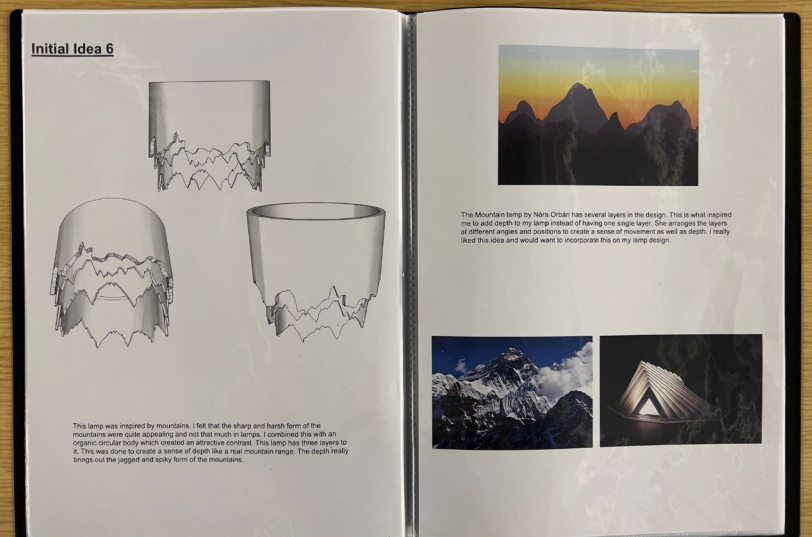 Initial Idea 6
This lamp was inspired by mountains. I felt that the sharp and harsh form of the
mountains were quite appealing and not that much in lamps. I combined this with an
organic circular body which created an attractive contrast. This lamp has three layers to
it. This was done to create a sense of depth like a real mountain range. The depth really
brings out the jagged and spiky form of the mountains.
The Mountain lamp by Nóra Orbán has several layers in the design. This is what inspired
me to add depth to my lamp instead of having one single layer. She arranges the layers
at different angles and positions to create a sense of movement as well as depth. I really
liked this idea and would want to incorporate this on my lamp design.